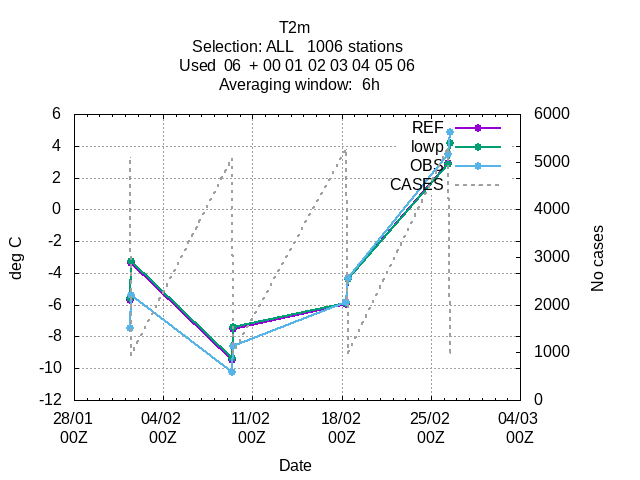 T2m
Selection: ALL   1006 stations
Used  06  + 00 01 02 03 04 05 06
Averaging window:  6h
REF
lowp
OBS
CASES
6
4
2
0
-2
-4
-6
-8
-10
-12
deg C
6000
5000
4000
3000
2000
1000
0
No cases
28/01 04/02 11/02 18/02 25/02 04/03
00Z 00Z 00Z 00Z 00Z 00Z
Date